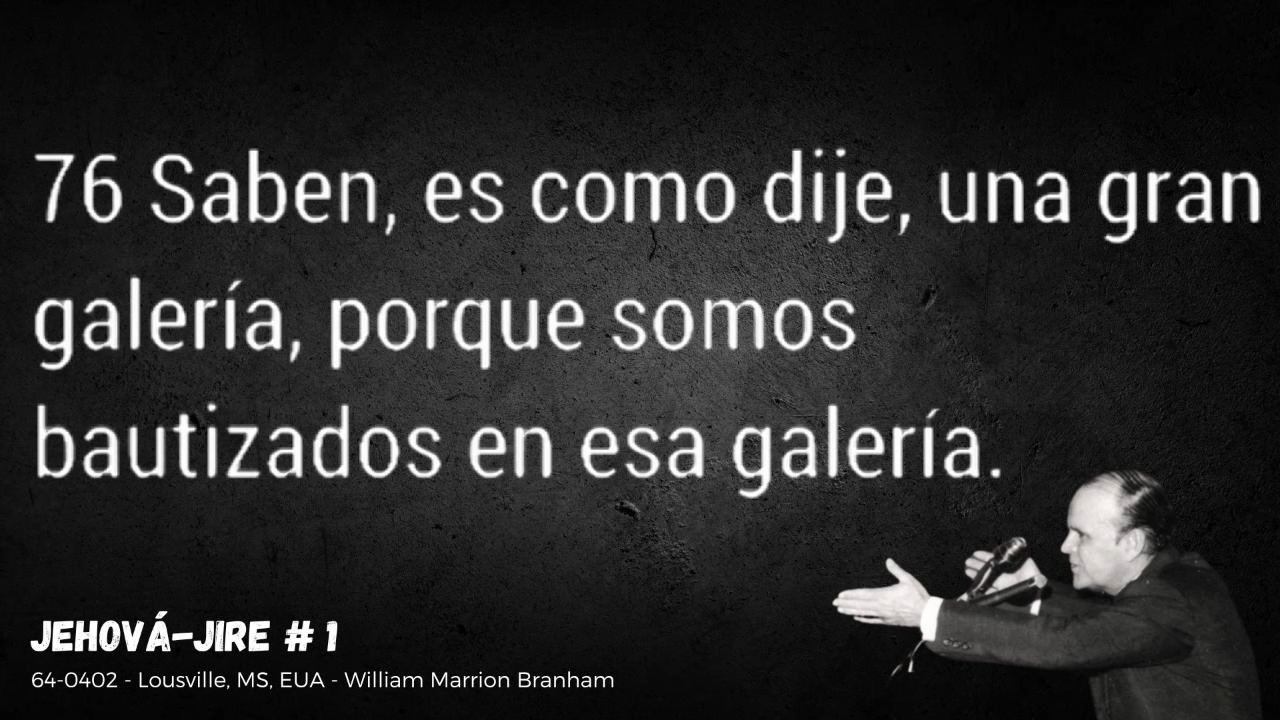 76 Saben, es como dije, una gran
galería, porque somos
bautizados en esa galería.
JEHOVÁ-JIRE # 1
64-0402 - Lousville, MS, EUA - William Marrion Branham